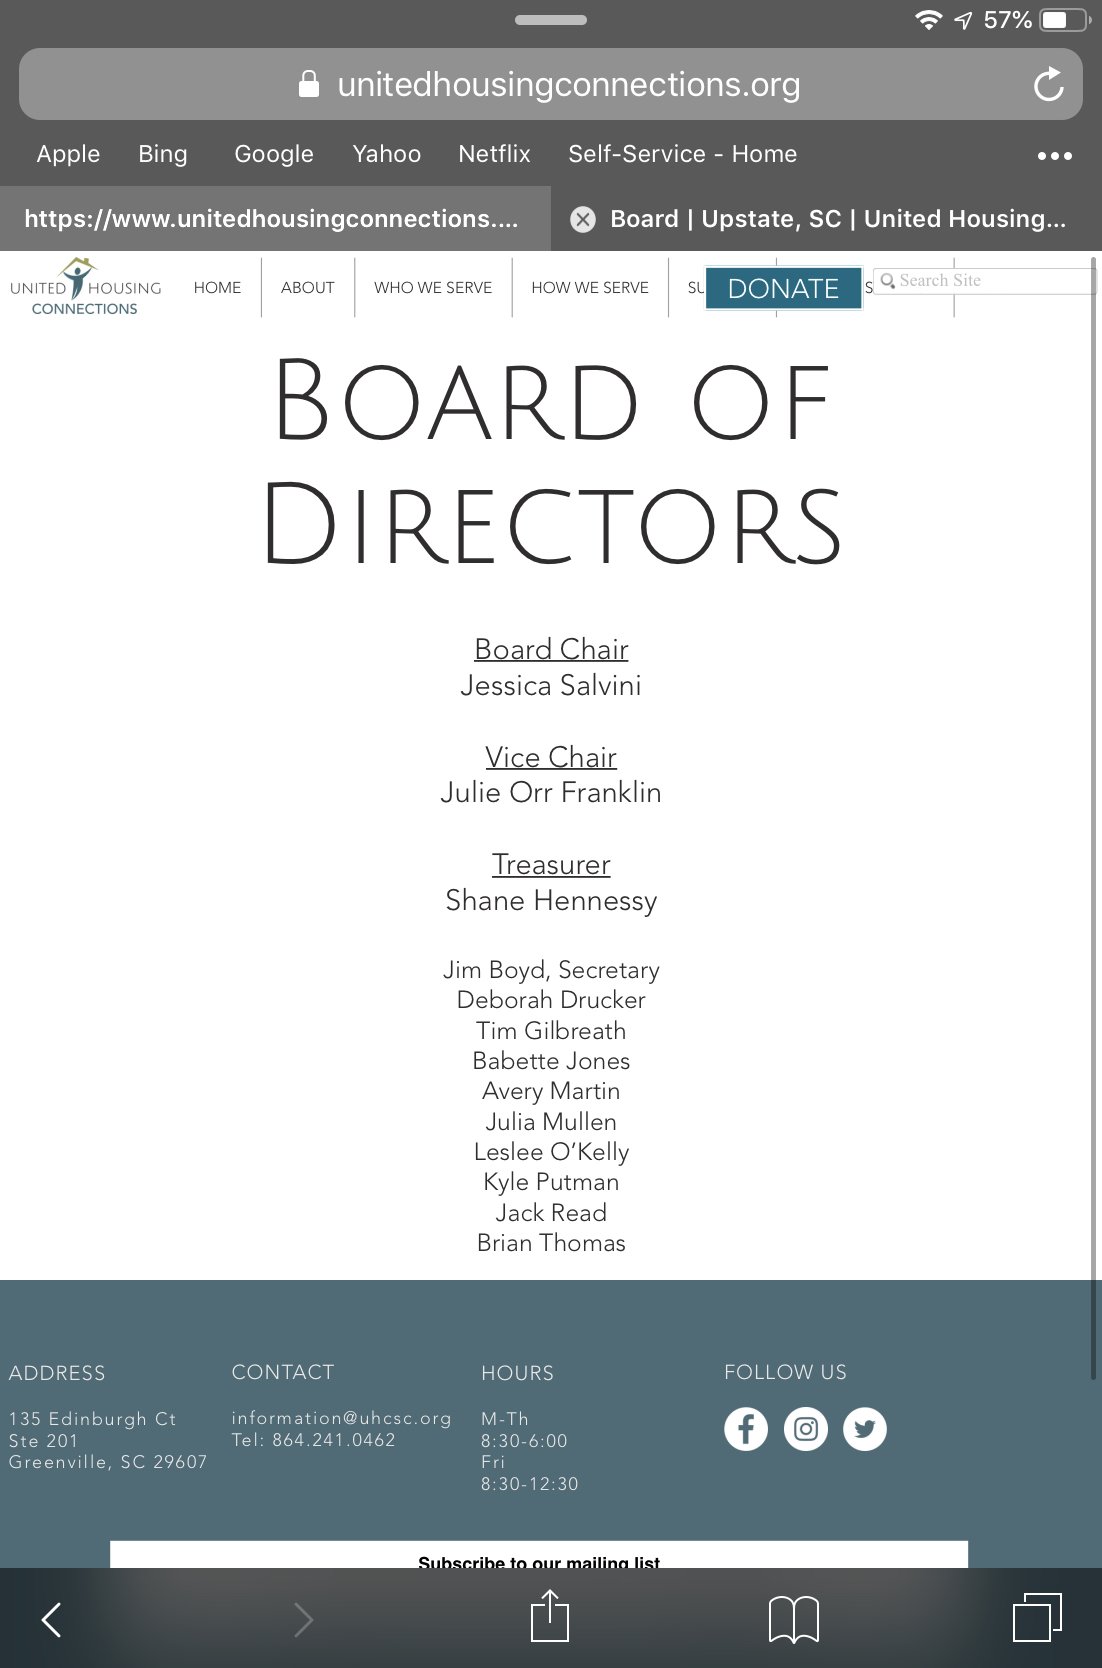 57%
unitedhousingconnections.org
Apple Bing Google Yahoo Netflix Self-Service - Home
https://www.unitedhousingconnections.... Board | Upstate, SC | United Housing...
UNITED HOUSING
CONNECTIONS
HOME ABOUT WHO WE SERVE HOW WE SERVE SU DONATE S Search Site
BOARD OF
DIRECTORS
Board Chair
Jessica Salvini
Vice Chair
Julie Orr Franklin
Treasurer
Shane Hennessy
Jim Boyd, Secretary
Deborah Drucker
Tim Gilbreath
Babette Jones
Avery Martin
Julia Mullen
Leslee O’Kelly
Kyle Putman
Jack Read
Brian Thomas
ADDRESS
135 Edinburgh Ct
Ste 201
Greenville, SC 29607
CONTACT
information@uhcsc.org
Tel: 864.241.0462
HOURS
M-Th
8:30-6:00
Fri
8:30-12:30
FOLLOW US
Subscribe to our mailing list